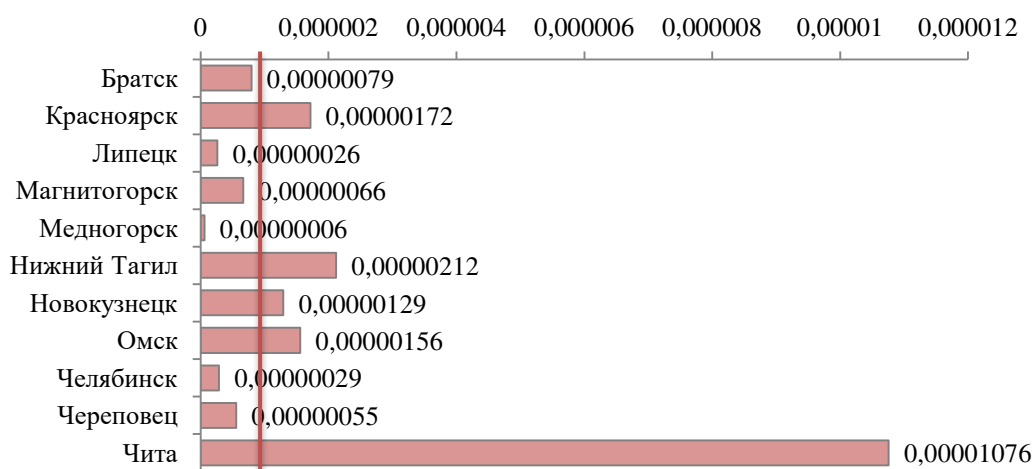 0 0,000002 0,000004 0,000006 0,000008 0,00001 0,000012
Братск 0,00000079
Красноярск 0,00000172
Липецк 0,00000026
Магнитогорск 0,00000066
Медногорск 0,00000006
Нижний Тагил 0,00000212
Новокузнецк 0,00000129
Омск 0,00000156
Челябинск 0,00000029
Череповец 0,00000055
Чита 0,00001076